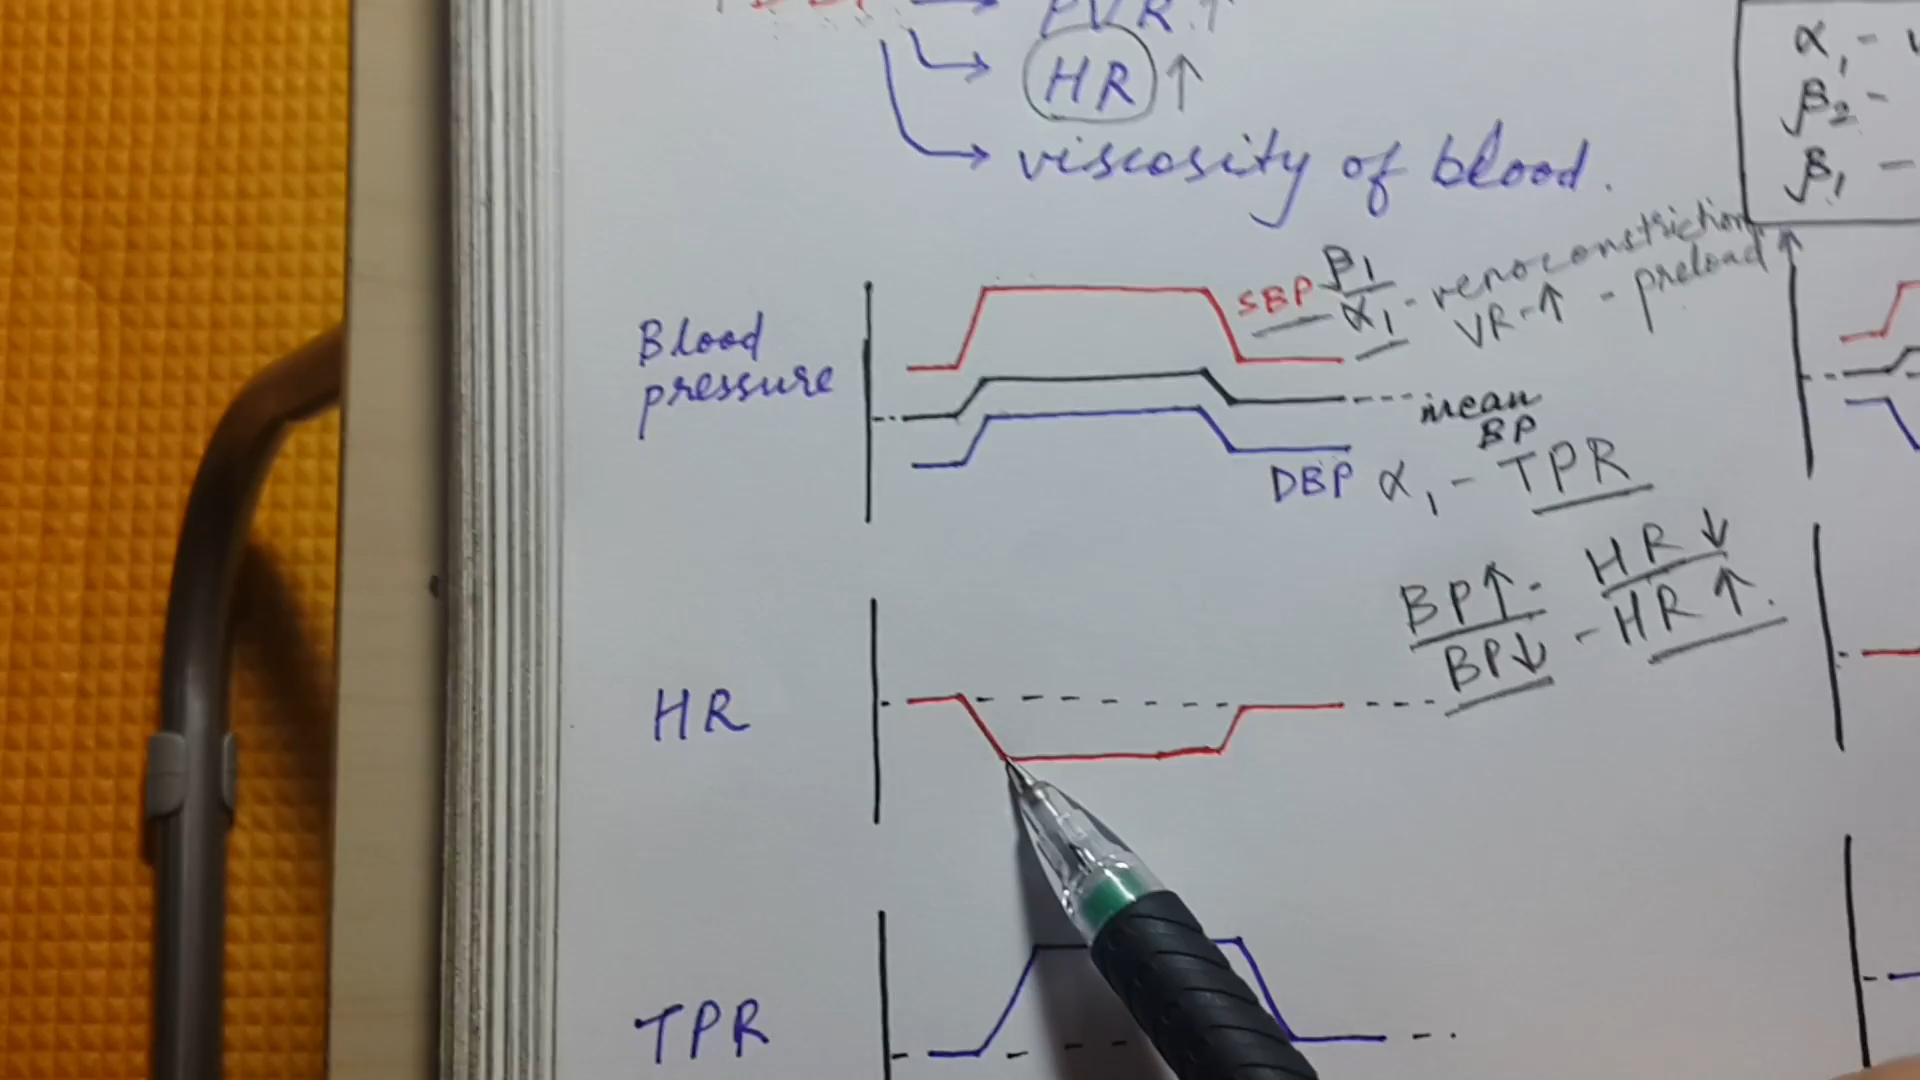 PVR ↑
HR ↑
viscosity of blood.
α1 -
β2 -
β1 -
Blood
pressure
SBP β1
α1 - venoconstriction
VR-↑ - preload
mean
BP
DBP α1 - TPR
BP↑ - HR↓
BP↓ - HR↑.
HR
TPR